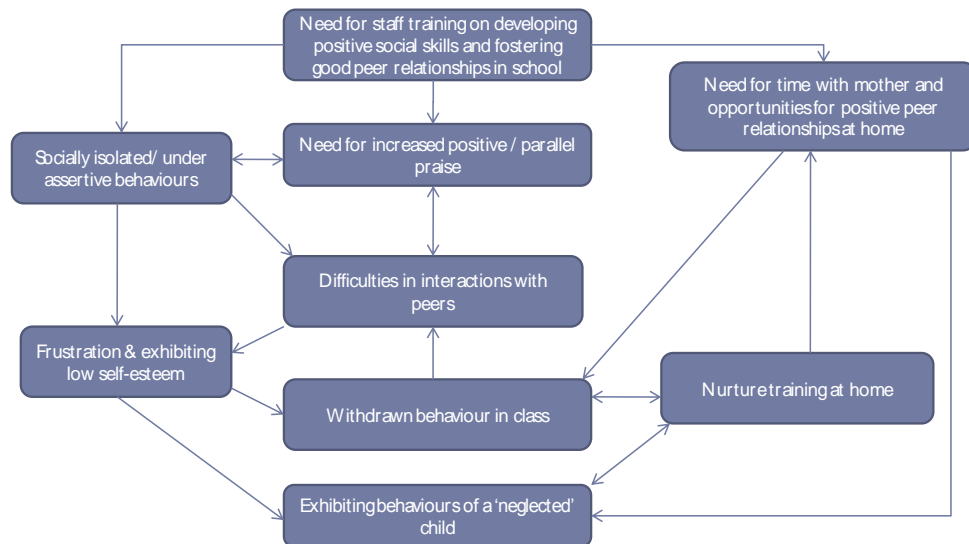 Need for staff training on developing
positive social skills and fostering
good peer relationships in school
Need for time with mother and
opportunities for positive peer
relationships at home
Socially isolated/ under
assertive behaviours
Need for increased positive / parallel
praise
Difficulties in interactions with
peers
Frustration & exhibiting
low self-esteem
Withdrawn behaviour in class
Nurture training at home
Exhibiting behaviours of a ‘neglected’
child